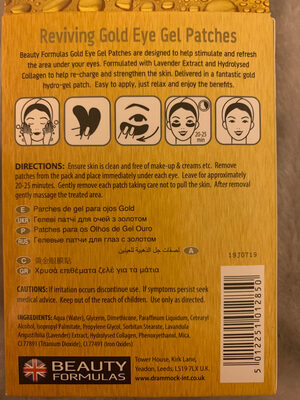 Reviving Gold Eye Gel Patches
Beauty Formulas Gold Eye Gel Patches are designed to help stimulate and refresh
the area under your eyes. Formulated with Lavender Extract and Hydrolysed
Collagen to help re-charge and strengthen the skin. Delivered in a fantastic gold
hydro-gel patch. Easy to apply, just relax and enjoy the benefits.
20-25
min
DIRECTIONS: Ensure skin is clean and free of make-up & creams etc. Remove
patches from the pack and place immediately under each eye. Leave for approximately
20-25 minutes. Gently remove each patch taking care not to pull the skin. After removal
gently massage the treated area.
E Parches de gel para ojos Gold
UKR Гелеві патчі для очей з золотом
P Patches para os Olhos de Gel Ouro
RUS Гелевые патчи для глаз с золотом
A لصقات جل الذهبية للعينين
C 黄金眼膜贴
GR Χρυσά επιθέματα ζελέ για τα μάτια
19J0719
CAUTIONS: If irritation occurs discontinue use. If symptoms persist seek
medical advice. Keep out of the reach of children. Use only as directed.
INGREDIENTS: Aqua (Water), Glycerin, Dimethicone, Paraffinum Liquidum, Cetearyl
Alcohol, Isopropyl Palmitate, Propylene Glycol, Sorbitan Stearate, Lavandula
Angustifolia (Lavender) Extract, Hydrolysed Collagen, Phenoxyethanol, Mica,
CI 77891 (Titanium Dioxide), CI 77491 (Iron Oxides)
5 012251 012850
BEAUTY
FORMULAS
Tower House, Kirk Lane,
Yeadon, Leeds, LS19 7LX U.K.
www.drammock-int.co.uk